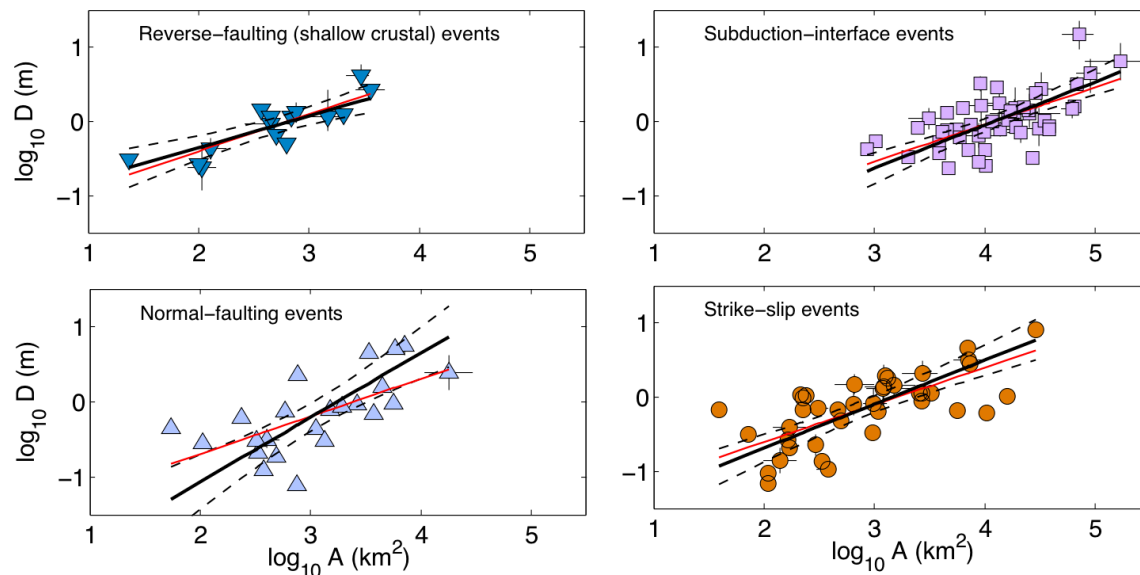 Reverse−faulting (shallow crustal) events
log₁₀ D (m)
1
0
−1
1 2 3 4 5
Subduction−interface events
1
0
−1
1 2 3 4 5
Normal−faulting events
log₁₀ D (m)
1
0
−1
1 2 3 4 5
log₁₀ A (km²)
Strike−slip events
1
0
−1
1 2 3 4 5
log₁₀ A (km²)